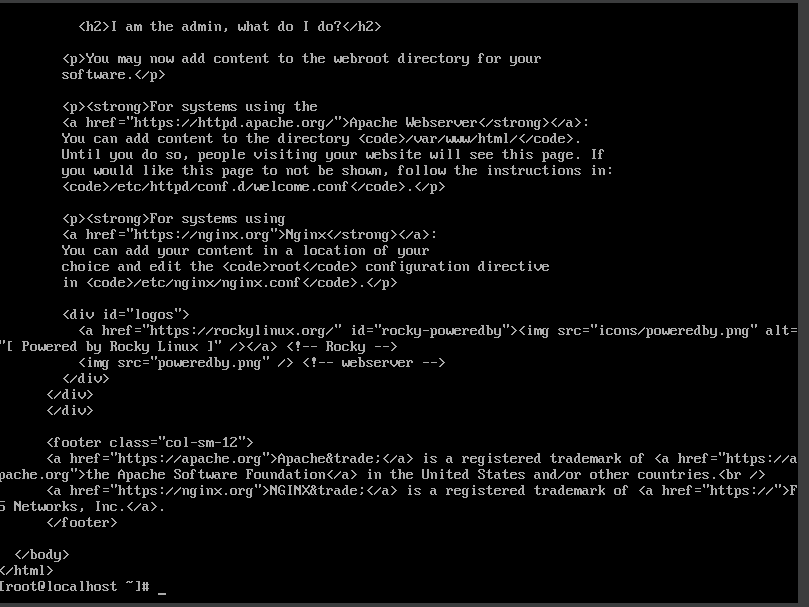 <h2>I am the admin, what do I do?</h2>
<p>You may now add content to the webroot directory for your
software.</p>
<p><strong>For systems using the
<a href="https://httpd.apache.org/">Apache Webserver</strong></a>:
You can add content to the directory <code>/var/www/html/</code>.
Until you do so, people visiting your website will see this page. If
you would like this page to not be shown, follow the instructions in:
<code>/etc/httpd/conf.d/welcome.conf</code>.</p>
<p><strong>For systems using
<a href="https://nginx.org">Nginx</strong></a>:
You can add your content in a location of your
choice and edit the <code>root</code> configuration directive
in <code>/etc/nginx/nginx.conf</code>.</p>
<div id="logos">
<a href="https://rockylinux.org/" id="rocky-poweredby"><img src="icons/poweredby.png" alt=
"[ Powered by Rocky Linux ]" /></a> <!-- Rocky -->
<img src="poweredby.png" /> <!-- webserver -->
</div>
</div>
</div>
<footer class="col-sm-12">
<a href="https://apache.org">Apache&trade;</a> is a registered trademark of <a href="https://a
pache.org">the Apache Software Foundation</a> in the United States and/or other countries.<br />
<a href="https://nginx.org">NGINX&trade;</a> is a registered trademark of <a href="https://">F
5 Networks, Inc.</a>.
</footer>
</body>
</html>
[root@localhost ~]# _